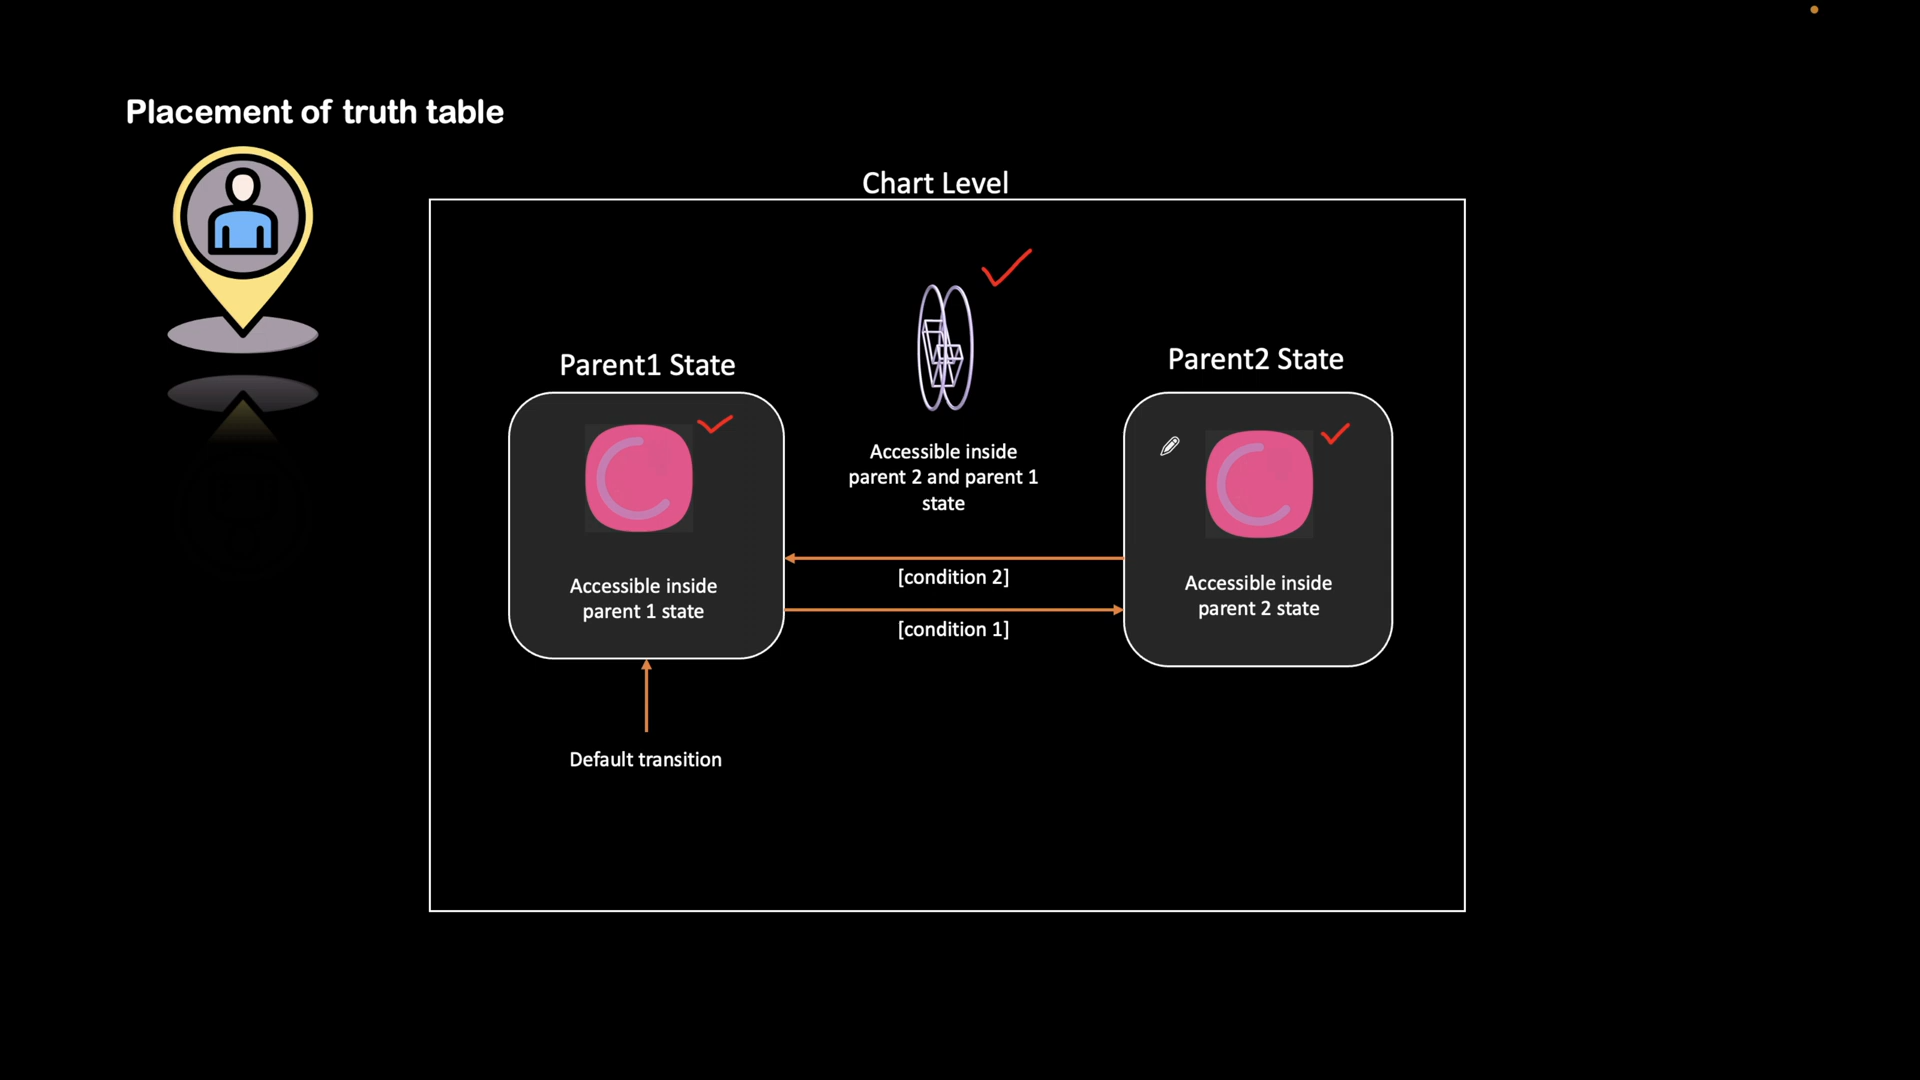 Placement of truth table
Chart Level
Parent1 State
Parent2 State
Accessible inside
parent 2 and parent 1
state
Accessible inside
parent 1 state
Accessible inside
parent 2 state
[condition 2]
[condition 1]
Default transition